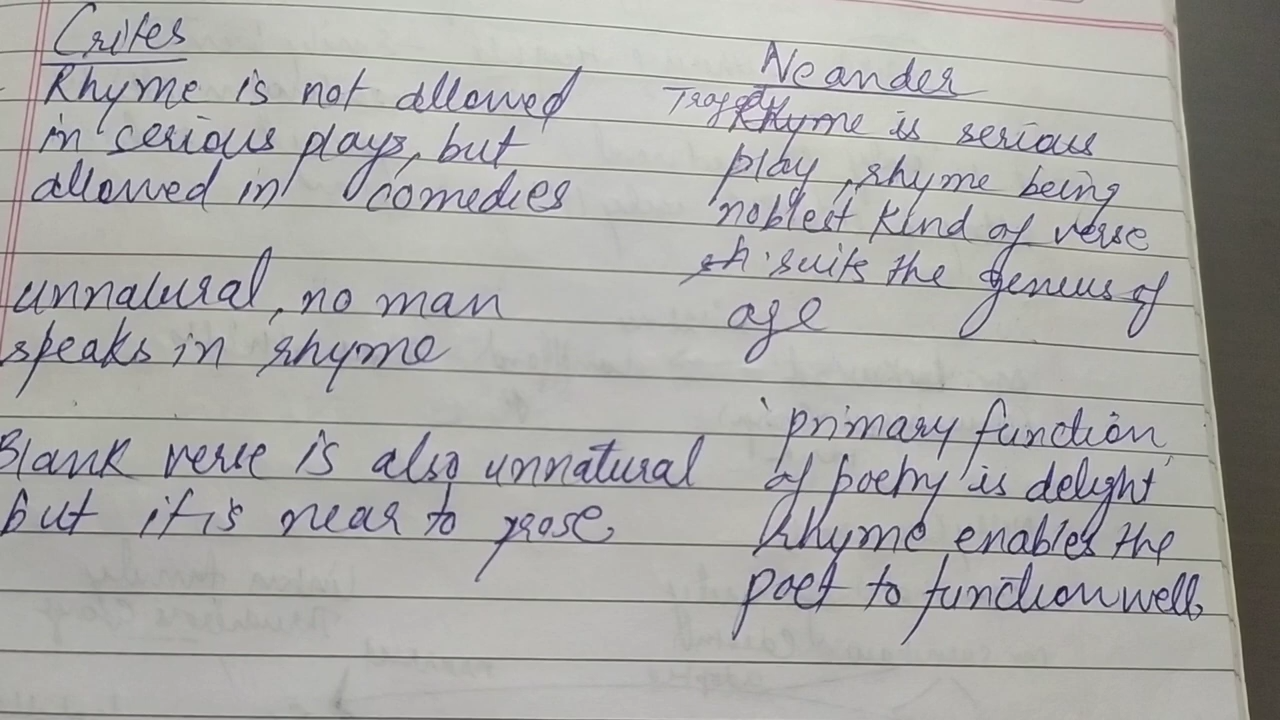 Crites
Rhyme is not allowed
in serious plays, but
allowed in comedies
unnatural, no man
speaks in rhyme
Blank verse is also unnatural
but it is near to prose.
Neander
Tragedy
Rhyme is serious
play, rhyme being
noblest kind of verse
suits the genius of
age
primary function
of poetry is delight
Rhyme enables the
poet to function well.